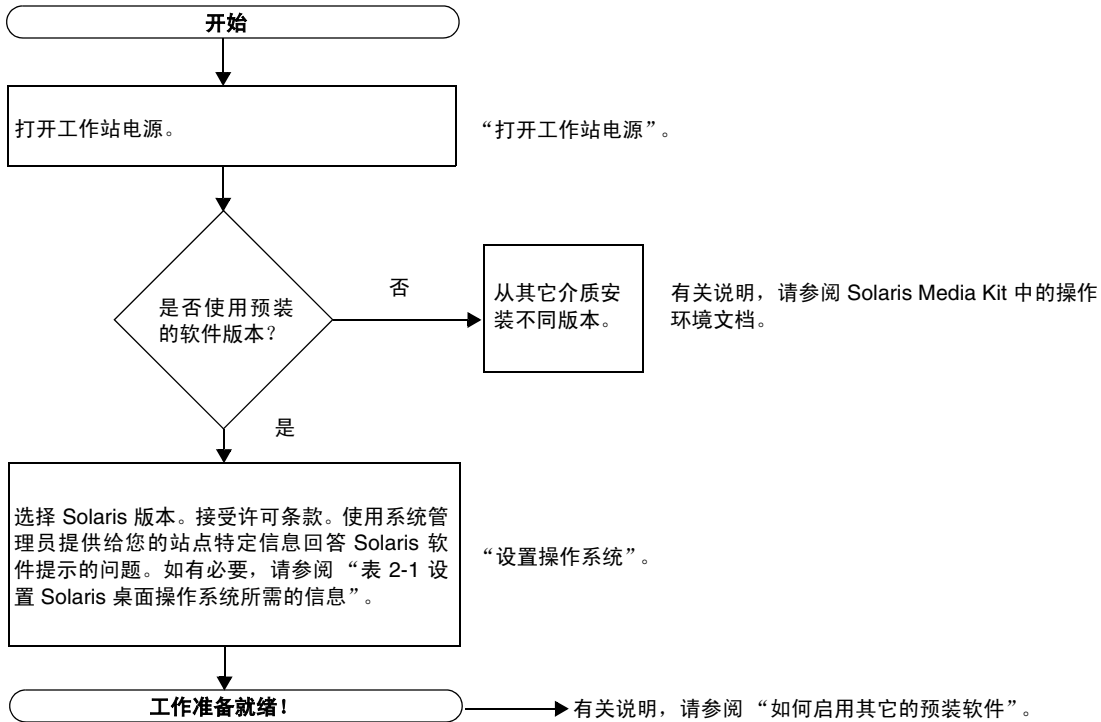 开始
打开工作站电源。
“打开工作站电源”。
是否使用预装
的软件版本？
否
从其它介质安
装不同版本。
有关说明，请参阅 Solaris Media Kit 中的操作
环境文档。
是
选择 Solaris 版本。接受许可条款。使用系统管
理员提供给您的站点特定信息回答 Solaris 软
件提示的问题。如有必要，请参阅 “表 2-1 设
置 Solaris 桌面操作系统所需的信息”。
“设置操作系统”。
工作准备就绪！
有关说明，请参阅 “如何启用其它的预装软件”。